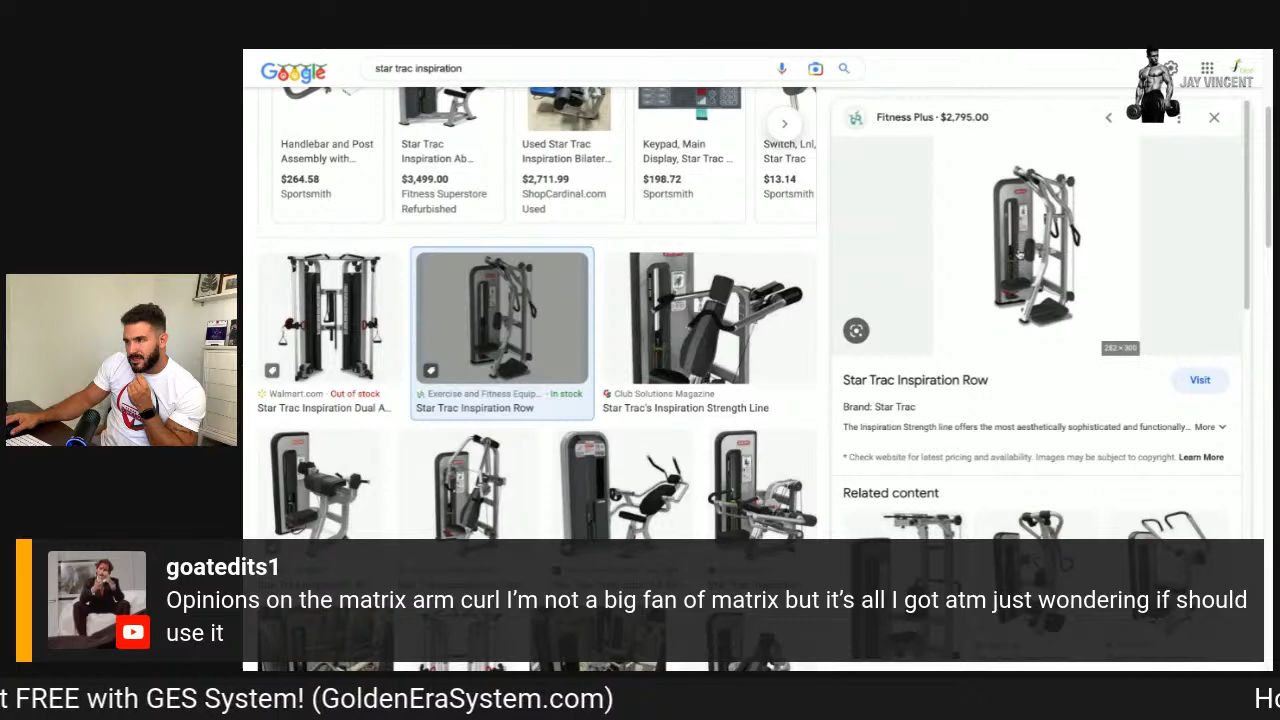 Google
star trac inspiration
JAY VINCENT
Handlebar and Post
Assembly with...
$264.58
Sportsmith
Star Trac
Inspiration Ab...
$3,499.00
Fitness Superstore
Refurbished
Used Star Trac
Inspiration Bilater...
$2,711.99
ShopCardinal.com
Used
Keypad, Main
Display, Star Trac ...
$198.72
Sportsmith
Switch, Lnl,
Star Trac
$13.14
Sportsmith
Fitness Plus · $2,795.00
282 × 300
Walmart.com · Out of stock
Star Trac Inspiration Dual A...
Exercise and Fitness Equip... · In stock
Star Trac Inspiration Row
Club Solutions Magazine
Star Trac's Inspiration Strength Line
Star Trac Inspiration Row
Visit
Brand: Star Trac
The Inspiration Strength line offers the most aesthetically sophisticated and functionally... More
* Check website for latest pricing and availability. Images may be subject to copyright. Learn More
Related content
goatedits1
Opinions on the matrix arm curl I’m not a big fan of matrix but it’s all I got atm just wondering if should
use it
t FREE with GES System! (GoldenEraSystem.com)
Ho